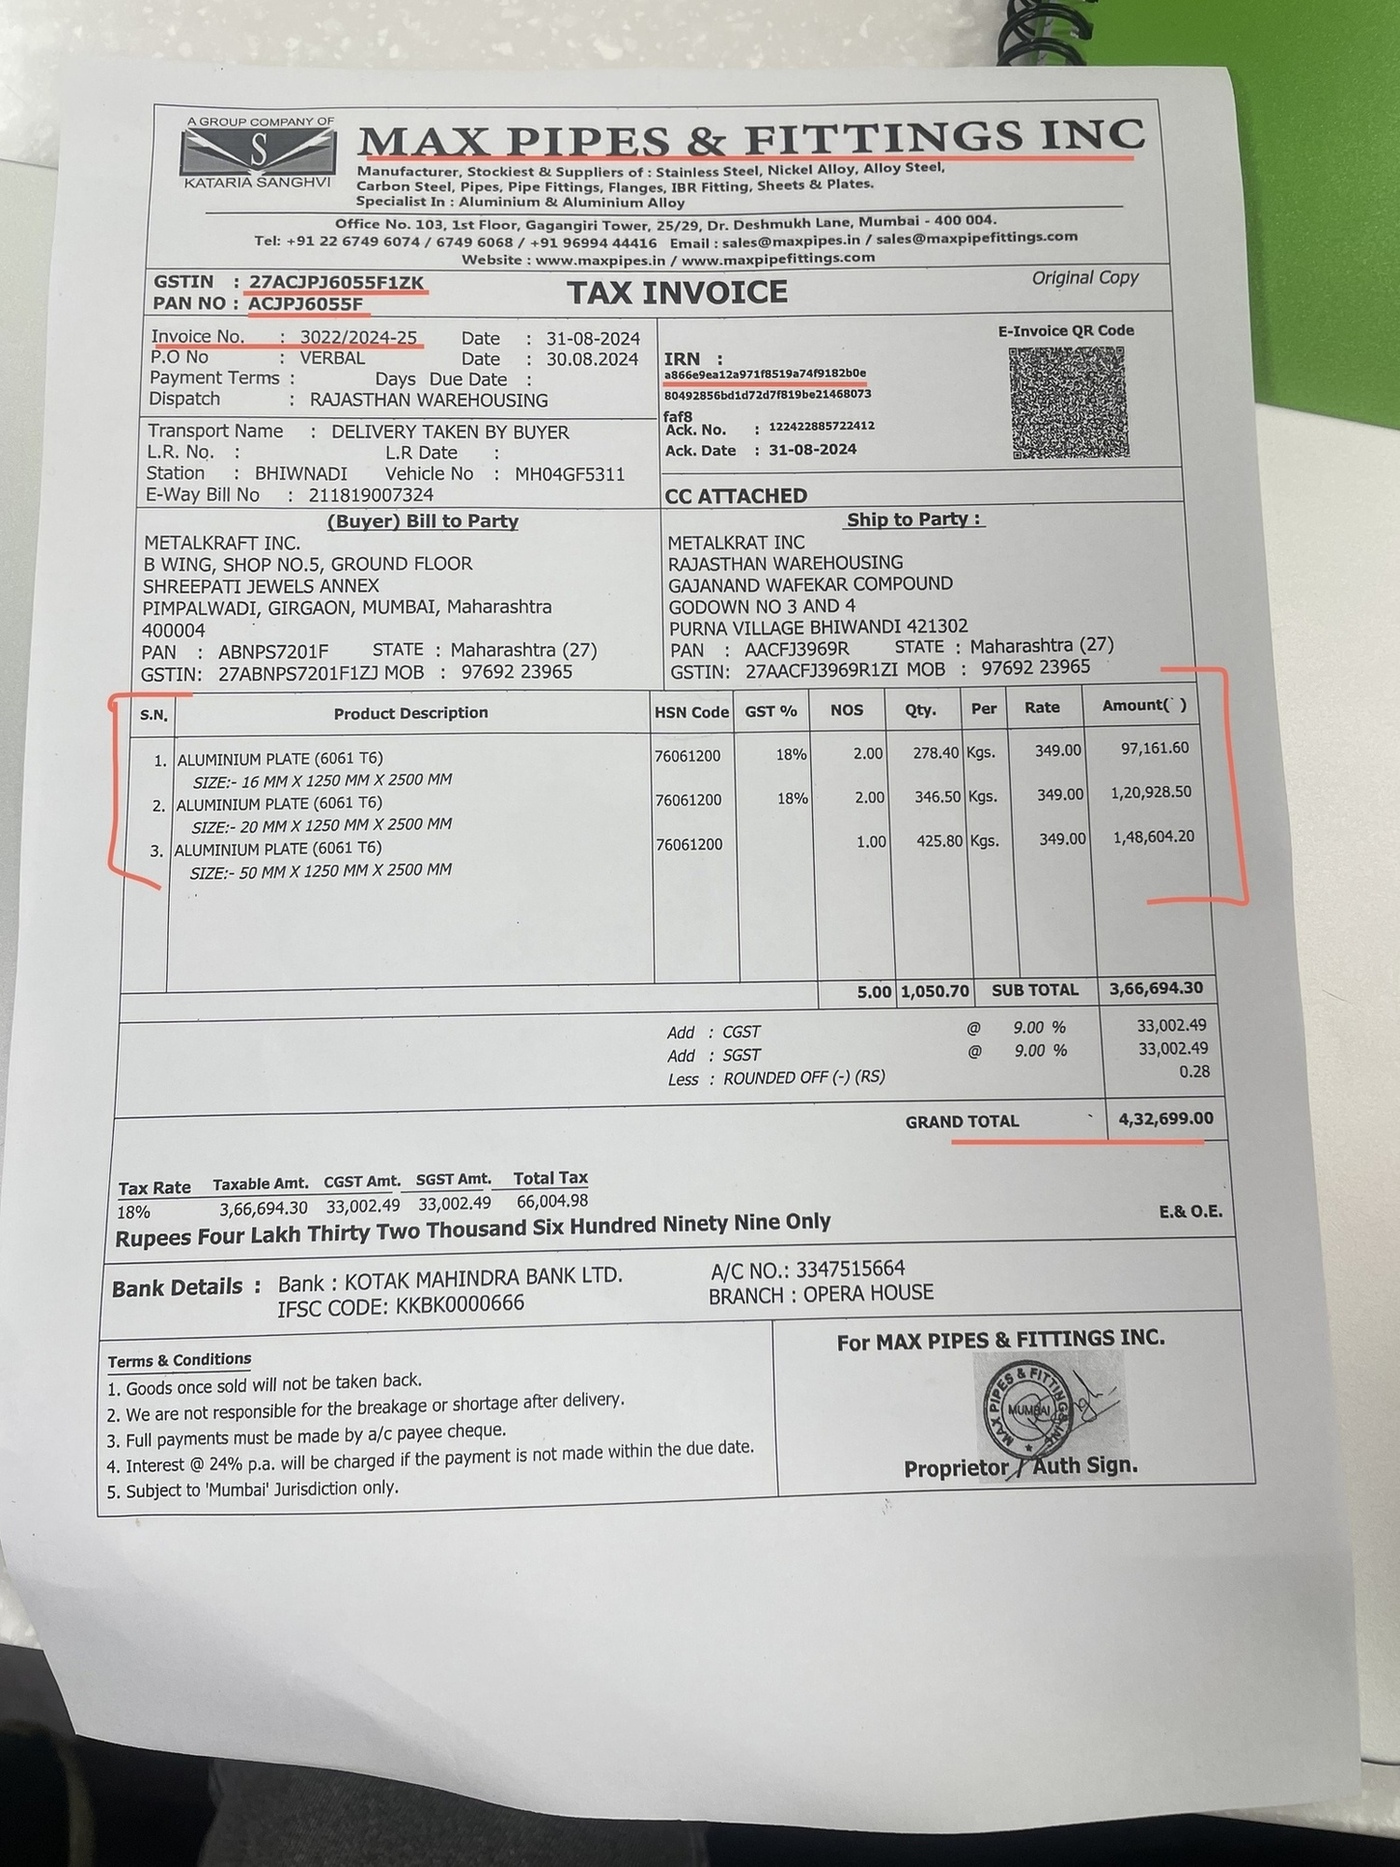 A GROUP COMPANY OF
S
KATARIA SANGHVI
MAX PIPES & FITTINGS INC
Manufacturer, Stockiest & Suppliers of : Stainless Steel, Nickel Alloy, Alloy Steel,
Carbon Steel, Pipes, Pipe Fittings, Flanges, IBR Fitting, Sheets & Plates.
Specialist In : Aluminium & Aluminium Alloy
Office No. 103, 1st Floor, Gagangiri Tower, 25/29, Dr. Deshmukh Lane, Mumbai - 400 004.
Tel: +91 22 6749 6074 / 6749 6068 / +91 96994 44416 Email : sales@maxpipes.in / sales@maxpipefittings.com
Website : www.maxpipes.in / www.maxpipefittings.com
GSTIN : 27ACJPJ6055F1ZK
PAN NO : ACJPJ6055F
TAX INVOICE
Original Copy
Invoice No. : 3022/2024-25 Date : 31-08-2024
P.O No : VERBAL Date : 30.08.2024
Payment Terms : Days Due Date :
Dispatch : RAJASTHAN WAREHOUSING
Transport Name : DELIVERY TAKEN BY BUYER
L.R. No. : L.R Date :
Station : BHIWNADI Vehicle No : MH04GF5311
E-Way Bill No : 211819007324
E-Invoice QR Code
IRN :
a866e9ea12a971f8519a74f9182b0e
80492856bd1d72d7f819be21468073
faf8
Ack. No. : 122422885722412
Ack. Date : 31-08-2024
CC ATTACHED
(Buyer) Bill to Party
METALKRAFT INC.
B WING, SHOP NO.5, GROUND FLOOR
SHREEPATI JEWELS ANNEX
PIMPALWADI, GIRGAON, MUMBAI, Maharashtra
400004
PAN : ABNPS7201F STATE : Maharashtra (27)
GSTIN: 27ABNPS7201F1ZJ MOB : 97692 23965
Ship to Party :
METALKRAT INC
RAJASTHAN WAREHOUSING
GAJANAND WAFEKAR COMPOUND
GODOWN NO 3 AND 4
PURNA VILLAGE BHIWANDI 421302
PAN : AACFJ3969R STATE : Maharashtra (27)
GSTIN: 27AACFJ3969R1ZI MOB : 97692 23965
S.N. Product Description HSN Code GST % NOS Qty. Per Rate Amount(` )
1. ALUMINIUM PLATE (6061 T6) 76061200 18% 2.00 278.40 Kgs. 349.00 97,161.60
SIZE:- 16 MM X 1250 MM X 2500 MM
2. ALUMINIUM PLATE (6061 T6) 76061200 18% 2.00 346.50 Kgs. 349.00 1,20,928.50
SIZE:- 20 MM X 1250 MM X 2500 MM
3. ALUMINIUM PLATE (6061 T6) 76061200 1.00 425.80 Kgs. 349.00 1,48,604.20
SIZE:- 50 MM X 1250 MM X 2500 MM
5.00 1,050.70 SUB TOTAL 3,66,694.30
Add : CGST @ 9.00 % 33,002.49
Add : SGST @ 9.00 % 33,002.49
Less : ROUNDED OFF (-) (RS) 0.28
GRAND TOTAL ` 4,32,699.00
Tax Rate Taxable Amt. CGST Amt. SGST Amt. Total Tax
18% 3,66,694.30 33,002.49 33,002.49 66,004.98
Rupees Four Lakh Thirty Two Thousand Six Hundred Ninety Nine Only
E.& O.E.
Bank Details : Bank : KOTAK MAHINDRA BANK LTD. A/C NO.: 3347515664
IFSC CODE: KKBK0000666 BRANCH : OPERA HOUSE
Terms & Conditions
1. Goods once sold will not be taken back.
2. We are not responsible for the breakage or shortage after delivery.
3. Full payments must be made by a/c payee cheque.
4. Interest @ 24% p.a. will be charged if the payment is not made within the due date.
5. Subject to 'Mumbai' Jurisdiction only.
For MAX PIPES & FITTINGS INC.
MAX PIPES & FITTINGS INC.
MUMBAI
Proprietor / Auth Sign.